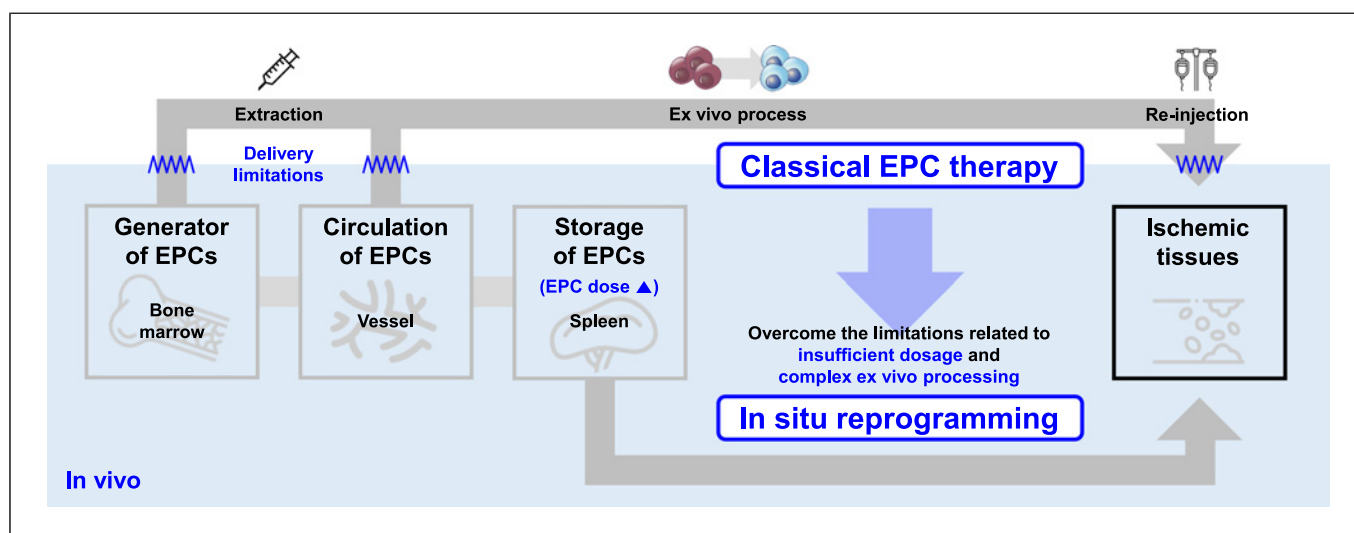 Extraction
Ex vivo process
Re-injection
Delivery
limitations
Classical EPC therapy
Generator
of EPCs
Bone
marrow
Circulation
of EPCs
Vessel
Storage
of EPCs
(EPC dose ▲)
Spleen
Ischemic
tissues
Overcome the limitations related to
insufficient dosage and
complex ex vivo processing
In situ reprogramming
In vivo